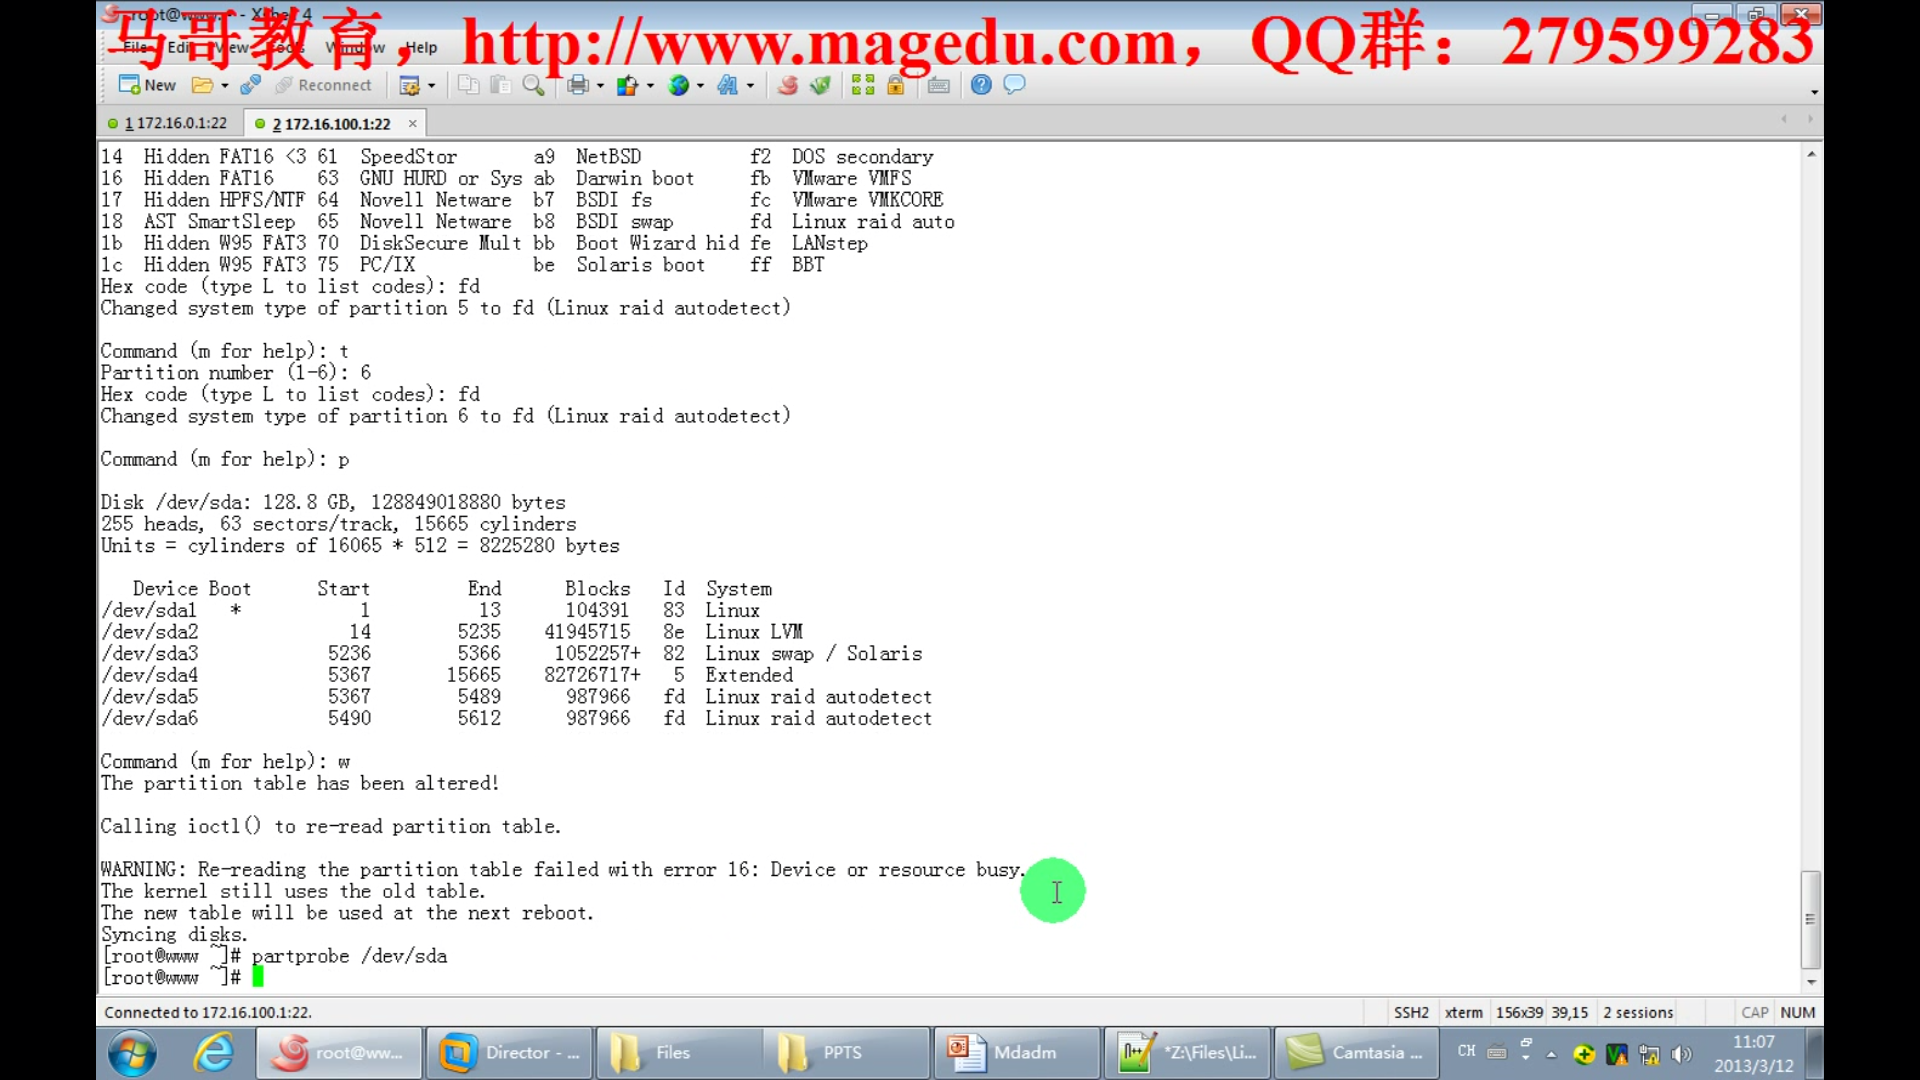 root@www:~ - Xshell 4
马哥教育，http://www.magedu.com，QQ群：279599283
File Edit View Tools Window Help
New Reconnect
1 172.16.0.1:22 2 172.16.100.1:22
14 Hidden FAT16 <3 61 SpeedStor a9 NetBSD f2 DOS secondary
16 Hidden FAT16 63 GNU HURD or Sys ab Darwin boot fb VMware VMFS
17 Hidden HPFS/NTF 64 Novell Netware b7 BSDI fs fc VMware VMKCORE
18 AST SmartSleep 65 Novell Netware b8 BSDI swap fd Linux raid auto
1b Hidden W95 FAT3 70 DiskSecure Mult bb Boot Wizard hid fe LANstep
1c Hidden W95 FAT3 75 PC/IX be Solaris boot ff BBT
Hex code (type L to list codes): fd
Changed system type of partition 5 to fd (Linux raid autodetect)
Command (m for help): t
Partition number (1-6): 6
Hex code (type L to list codes): fd
Changed system type of partition 6 to fd (Linux raid autodetect)
Command (m for help): p
Disk /dev/sda: 128.8 GB, 128849018880 bytes
255 heads, 63 sectors/track, 15665 cylinders
Units = cylinders of 16065 * 512 = 8225280 bytes
Device Boot Start End Blocks Id System
/dev/sda1 * 1 13 104391 83 Linux
/dev/sda2 14 5235 41945715 8e Linux LVM
/dev/sda3 5236 5366 1052257+ 82 Linux swap / Solaris
/dev/sda4 5367 15665 82726717+ 5 Extended
/dev/sda5 5367 5489 987966 fd Linux raid autodetect
/dev/sda6 5490 5612 987966 fd Linux raid autodetect
Command (m for help): w
The partition table has been altered!
Calling ioctl() to re-read partition table.
WARNING: Re-reading the partition table failed with error 16: Device or resource busy.
The kernel still uses the old table.
The new table will be used at the next reboot.
Syncing disks.
[root@www ~]# partprobe /dev/sda
[root@www ~]#
Connected to 172.16.100.1:22. SSH2 xterm 156x39 39,15 2 sessions CAP NUM
root@ww... Director - ... Files PPTS Mdadm *Z:\Files\Li... Camtasia ... CH 11:07
2013/3/12